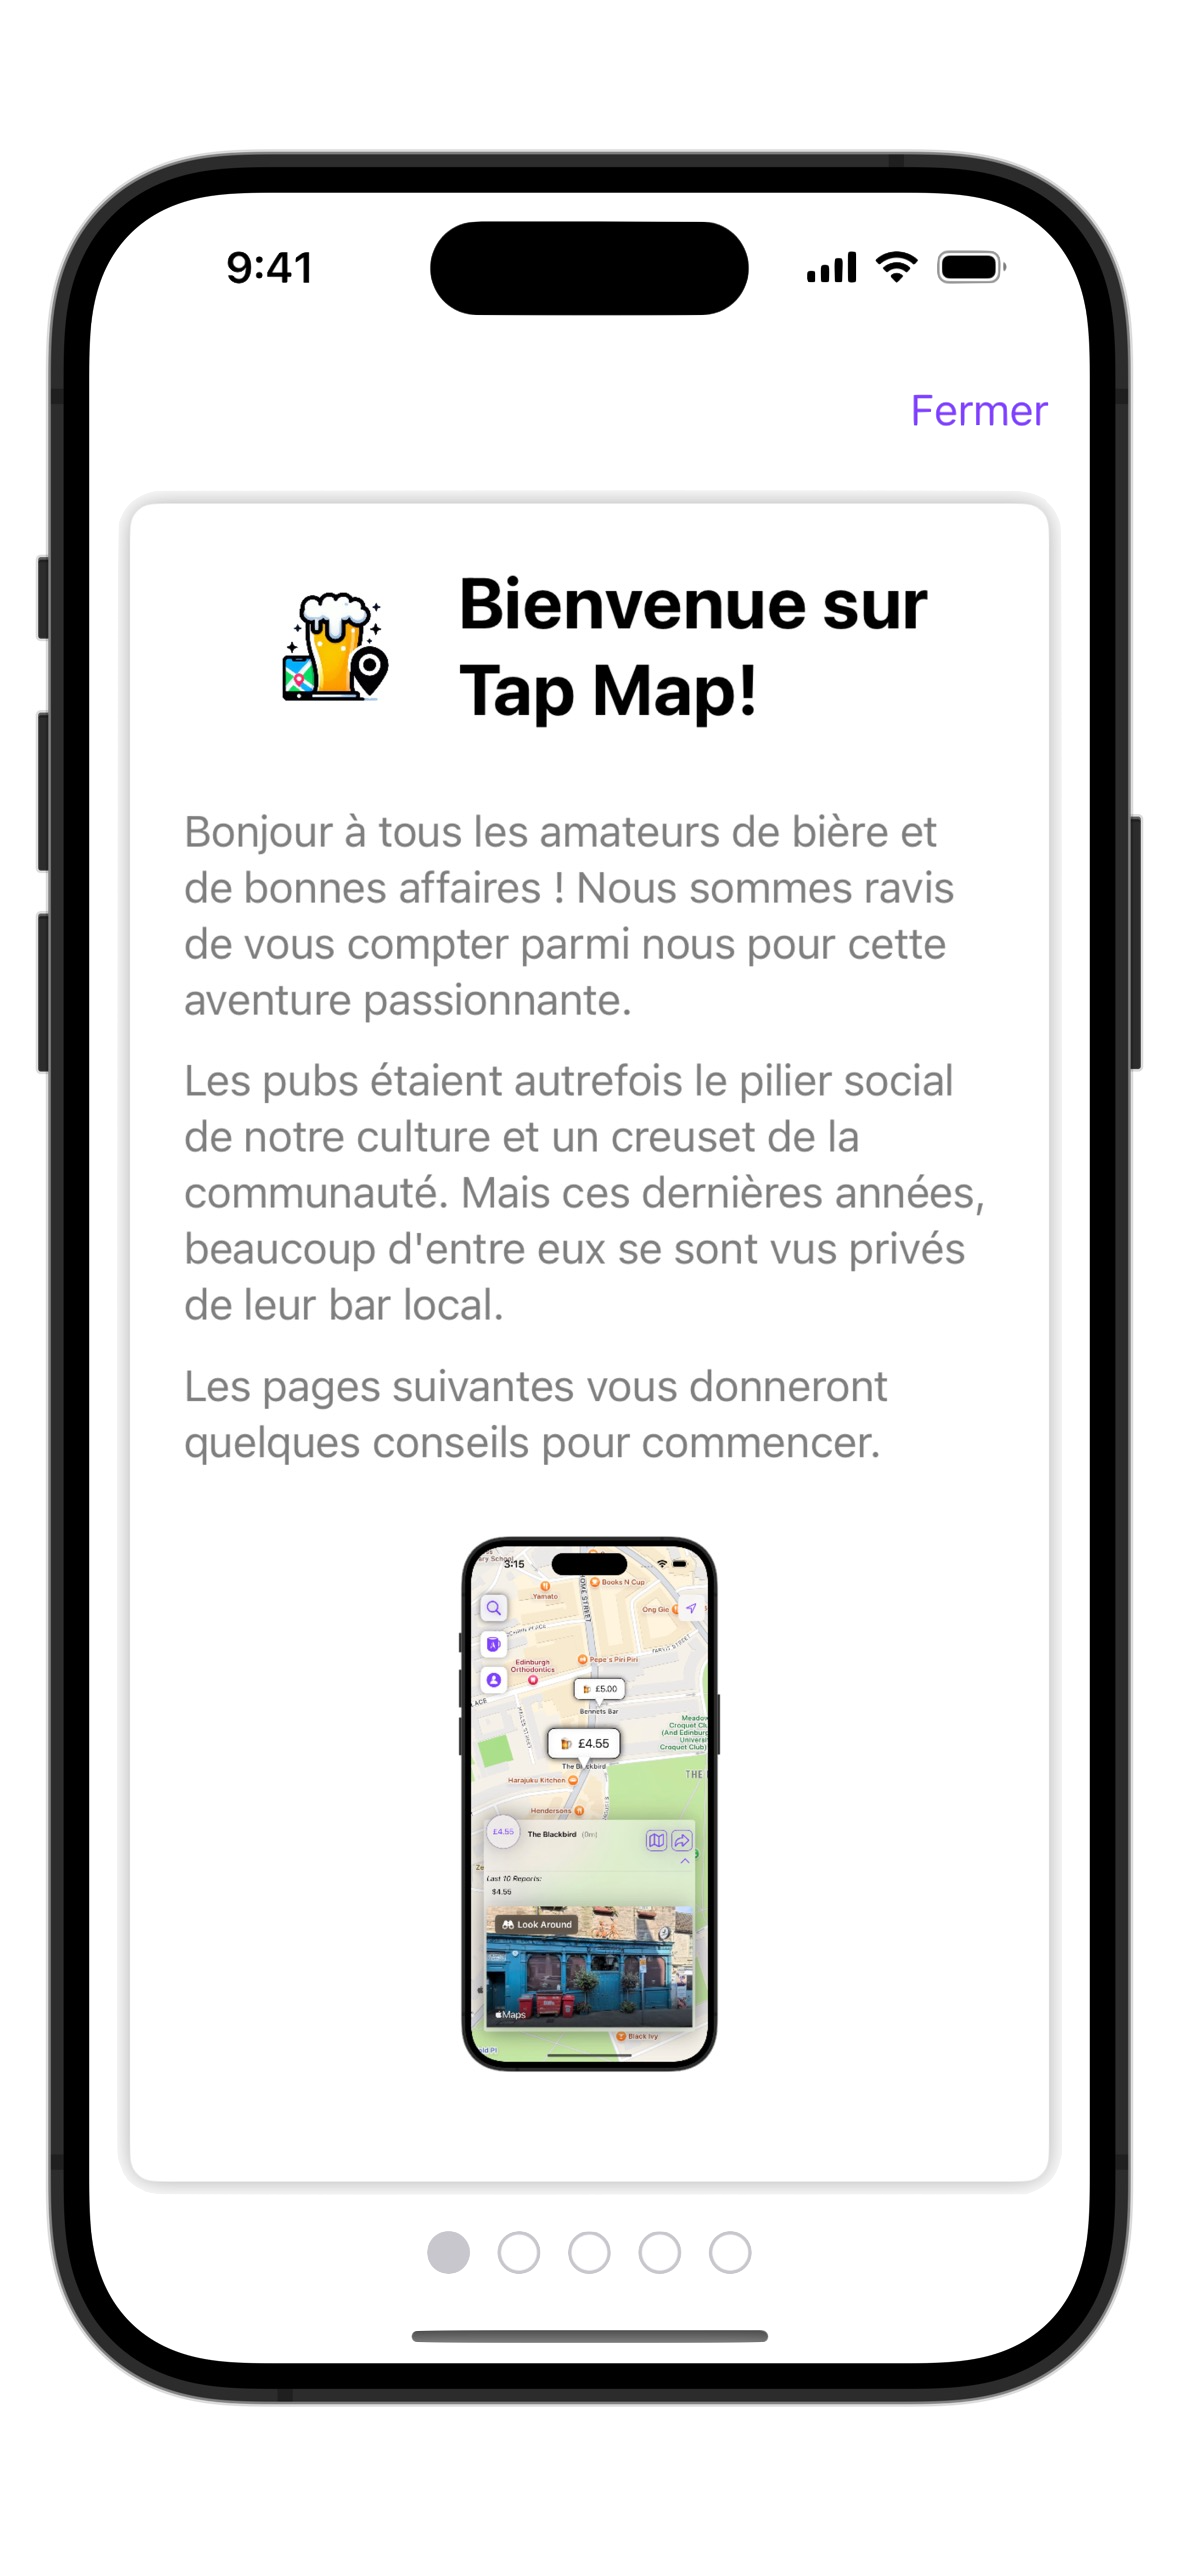 9:41
Fermer
Bienvenue sur
Tap Map!
Bonjour à tous les amateurs de bière et
de bonnes affaires ! Nous sommes ravis
de vous compter parmi nous pour cette
aventure passionnante.
Les pubs étaient autrefois le pilier social
de notre culture et un creuset de la
communauté. Mais ces dernières années,
beaucoup d'entre eux se sont vus privés
de leur bar local.
Les pages suivantes vous donneront
quelques conseils pour commencer.
3:15
Books N Cup
Yamato
Ong Gie
Edinburgh
Orthodontics
Pepe's Piri Piri
£5.00
Bennets Bar
Meadow
Croquet Clu
(And Edinburg
Universi
Croquet Club)
£4.55
Harajuku Kitchen
THE
Hendersons
£4.55
The Blackbird (0m)
Last 10 Reports:
$4.55
Look Around
Maps
Black Ivy